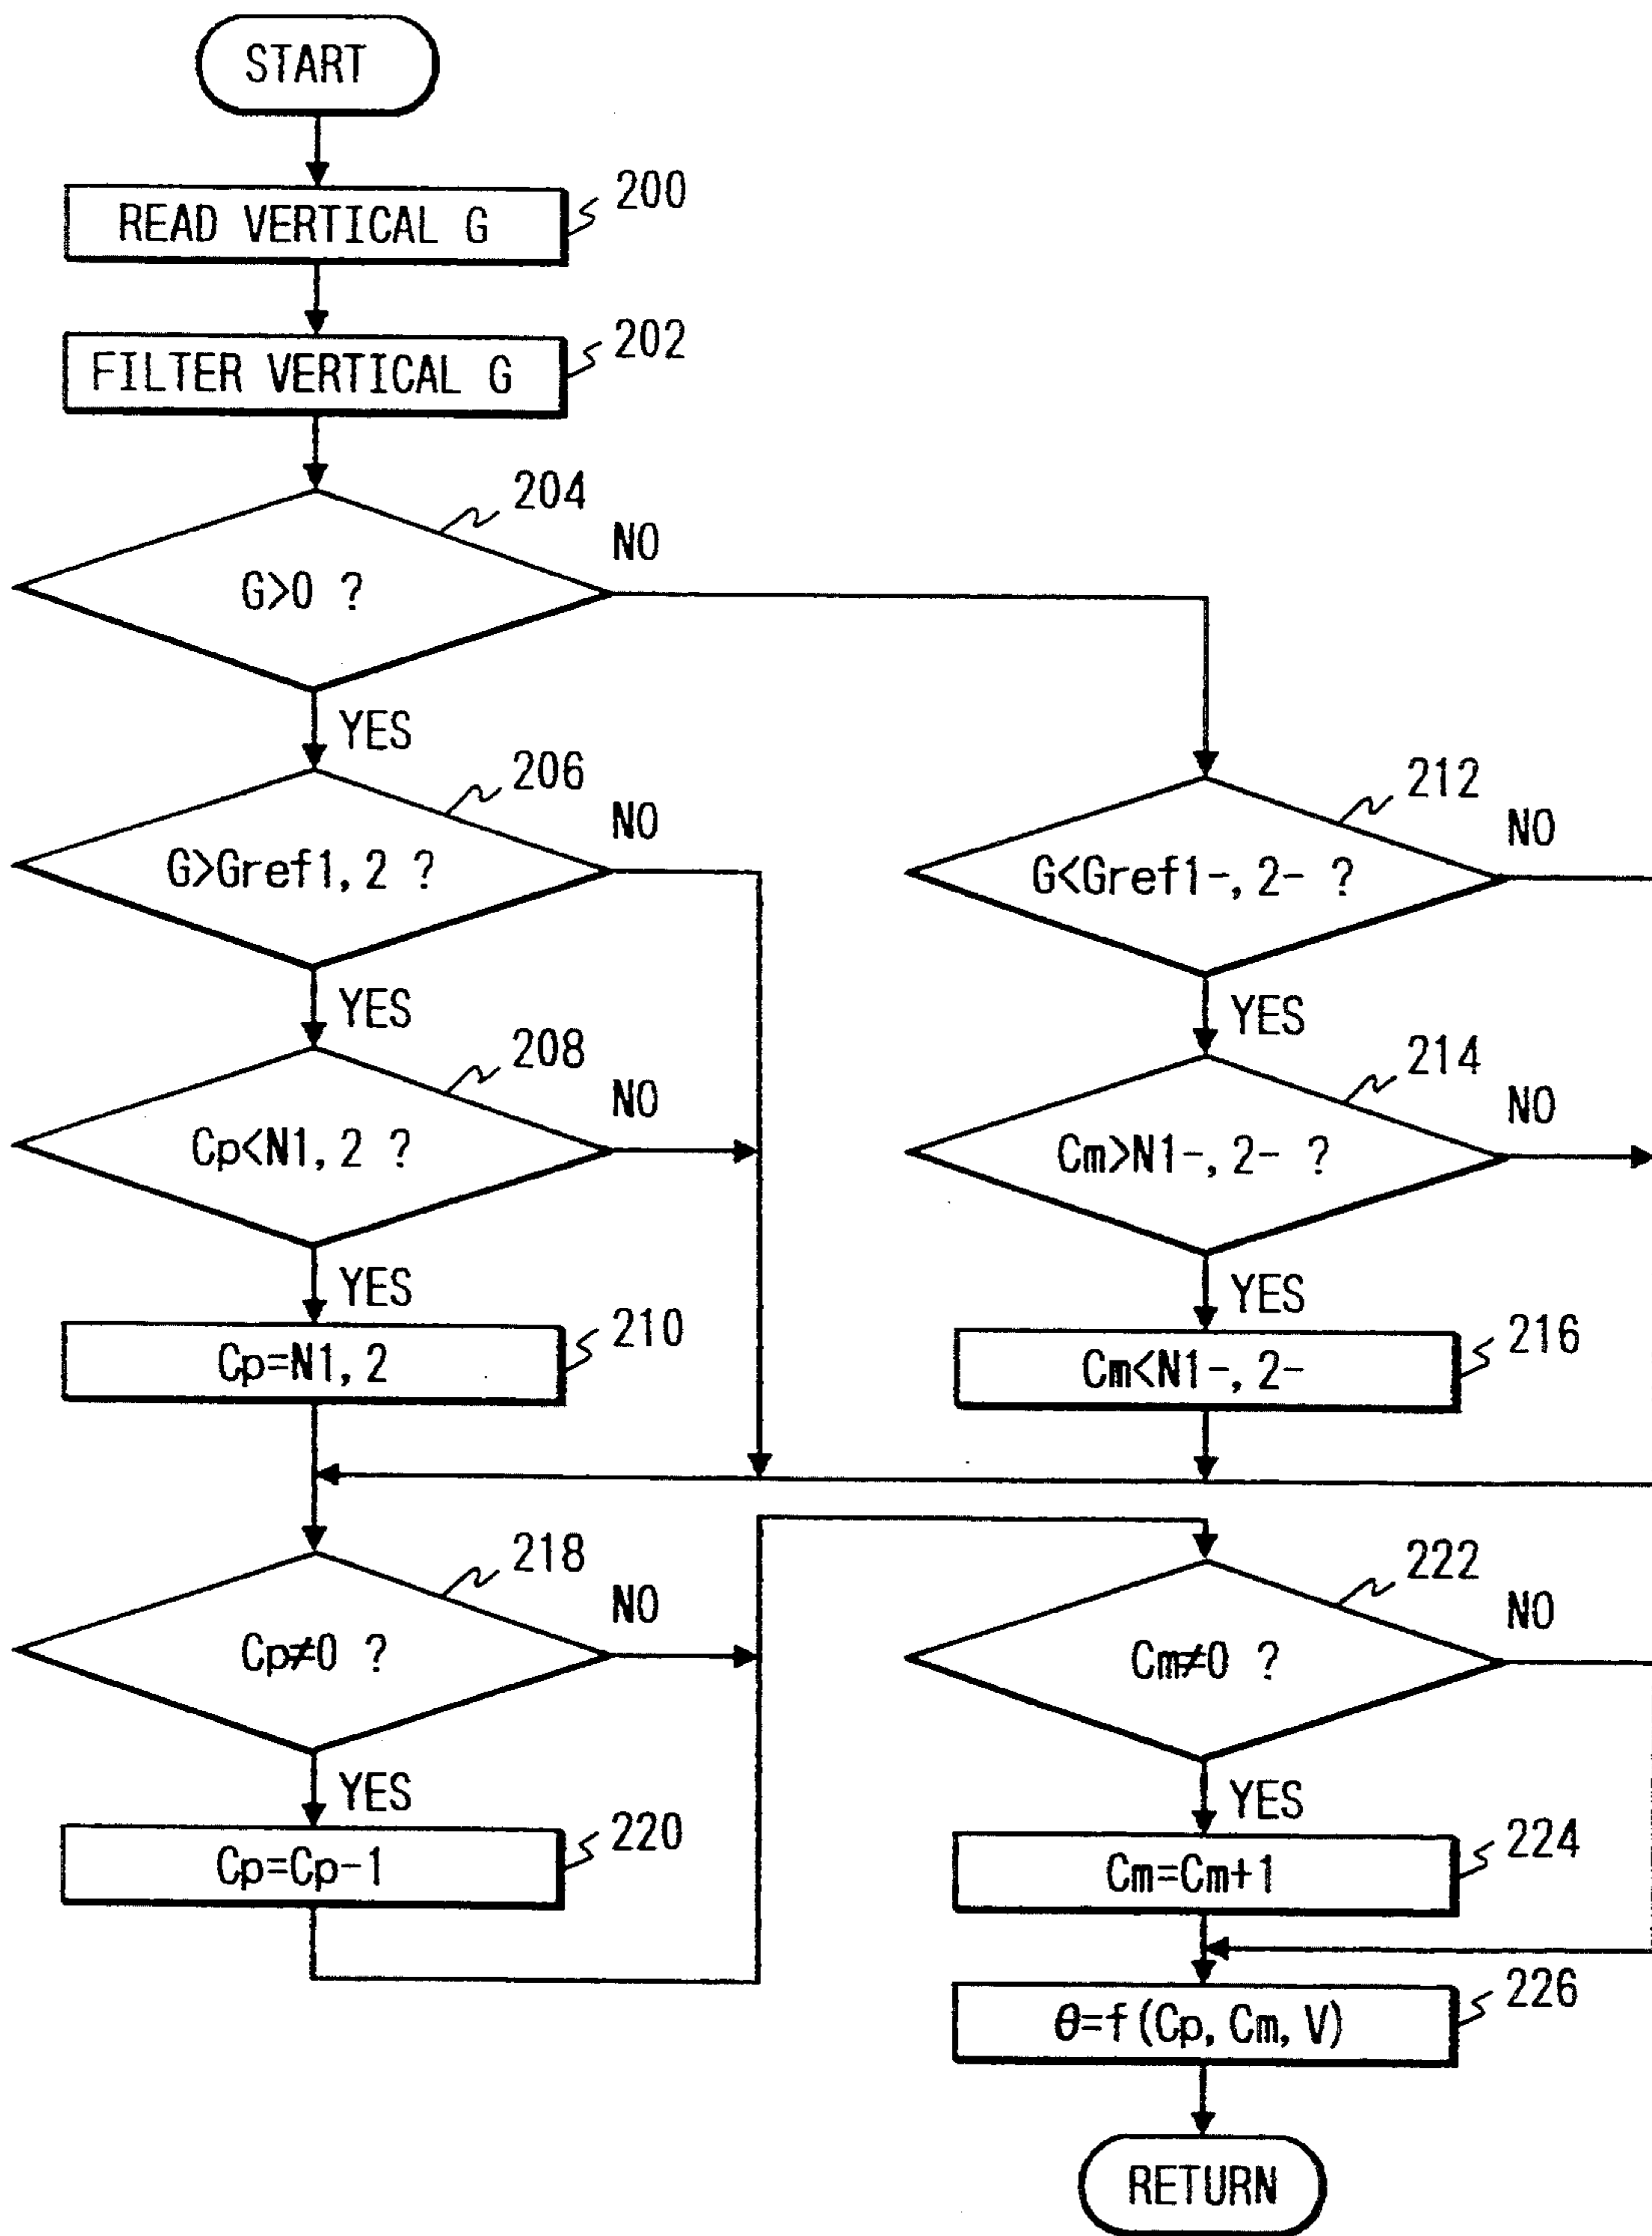 START
READ VERTICAL G
200
FILTER VERTICAL G
202
G>0 ?
204
NO
YES
G>Gref1, 2 ?
206
NO
YES
Cp<N1, 2 ?
208
NO
YES
Cp=N1, 2
210
G<Gref1-, 2- ?
212
NO
YES
Cm>N1-, 2- ?
214
NO
YES
Cm<N1-, 2-
216
Cp≠0 ?
218
NO
YES
Cp=Cp-1
220
Cm≠0 ?
222
NO
YES
Cm=Cm+1
224
θ=f(Cp, Cm, V)
226
RETURN